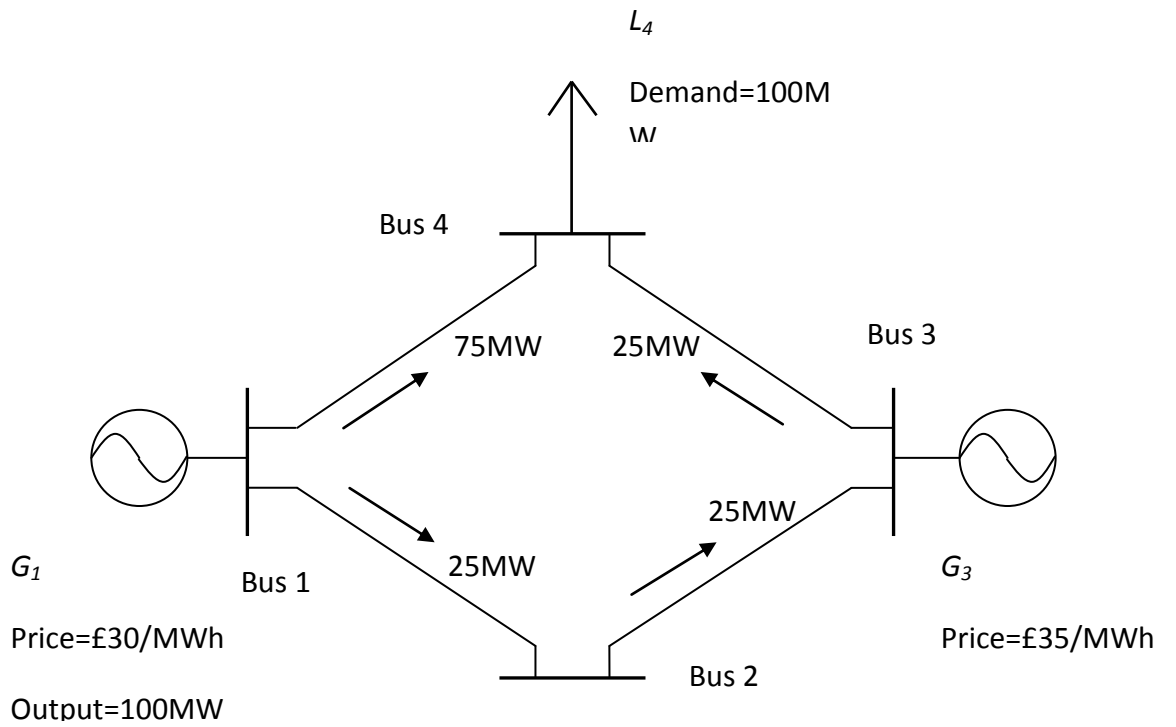 L4
Demand=100M
W
Bus 4
Bus 3
75MW
25MW
25MW
25MW
G1
Bus 1
G3
Price=£30/MWh
Price=£35/MWh
Bus 2
Output=100MW